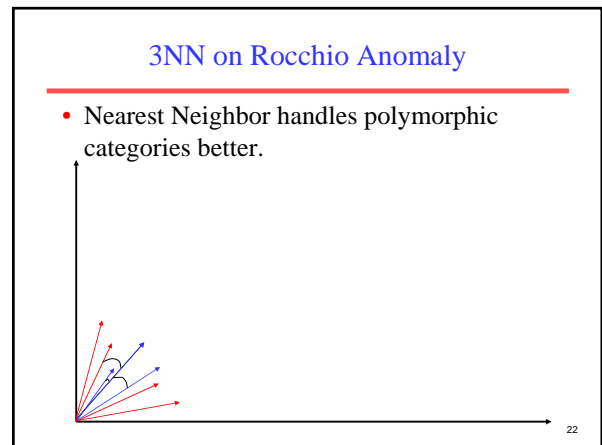 3NN on Rocchio Anomaly
• Nearest Neighbor handles polymorphic
categories better.
22